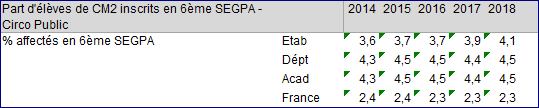 Part d'élèves de CM2 inscrits en 6ème SEGPA - 2014 2015 2016 2017 2018
Circo Public
% affectés en 6ème SEGPA Etab 3,6 3,7 3,7 3,9 4,1
Dépt 4,3 4,5 4,5 4,4 4,5
Acad 4,3 4,5 4,5 4,4 4,5
France 2,4 2,4 2,3 2,3 2,3